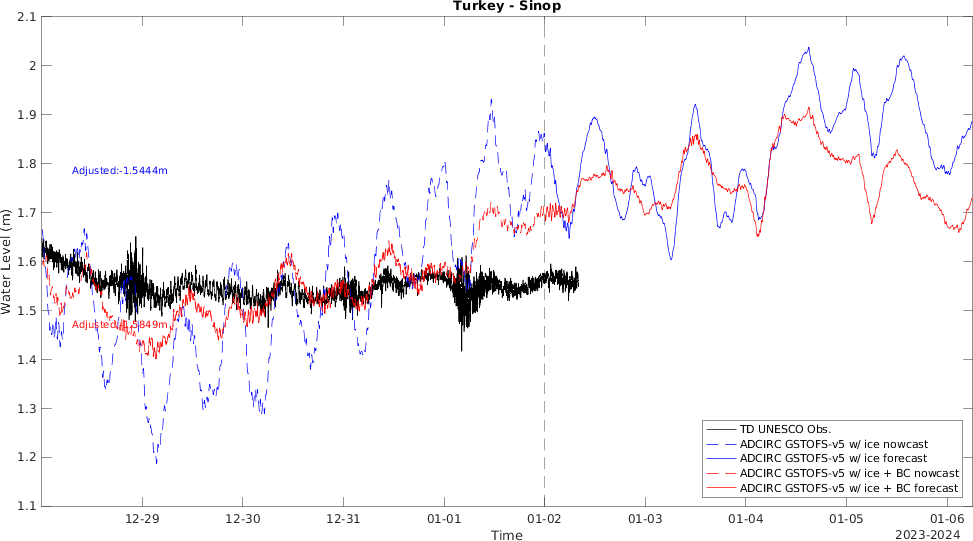 Turkey - Sinop
2.1
2
1.9
1.8
1.7
1.6
1.5
1.4
1.3
1.2
1.1
Water Level (m)
Adjusted:-1.5444m
Adjusted:-1.5849m
TD UNESCO Obs.
ADCIRC GSTOFS-v5 w/ ice nowcast
ADCIRC GSTOFS-v5 w/ ice forecast
ADCIRC GSTOFS-v5 w/ ice + BC nowcast
ADCIRC GSTOFS-v5 w/ ice + BC forecast
12-29 12-30 12-31 01-01 01-02 01-03 01-04 01-05 01-06
Time
2023-2024